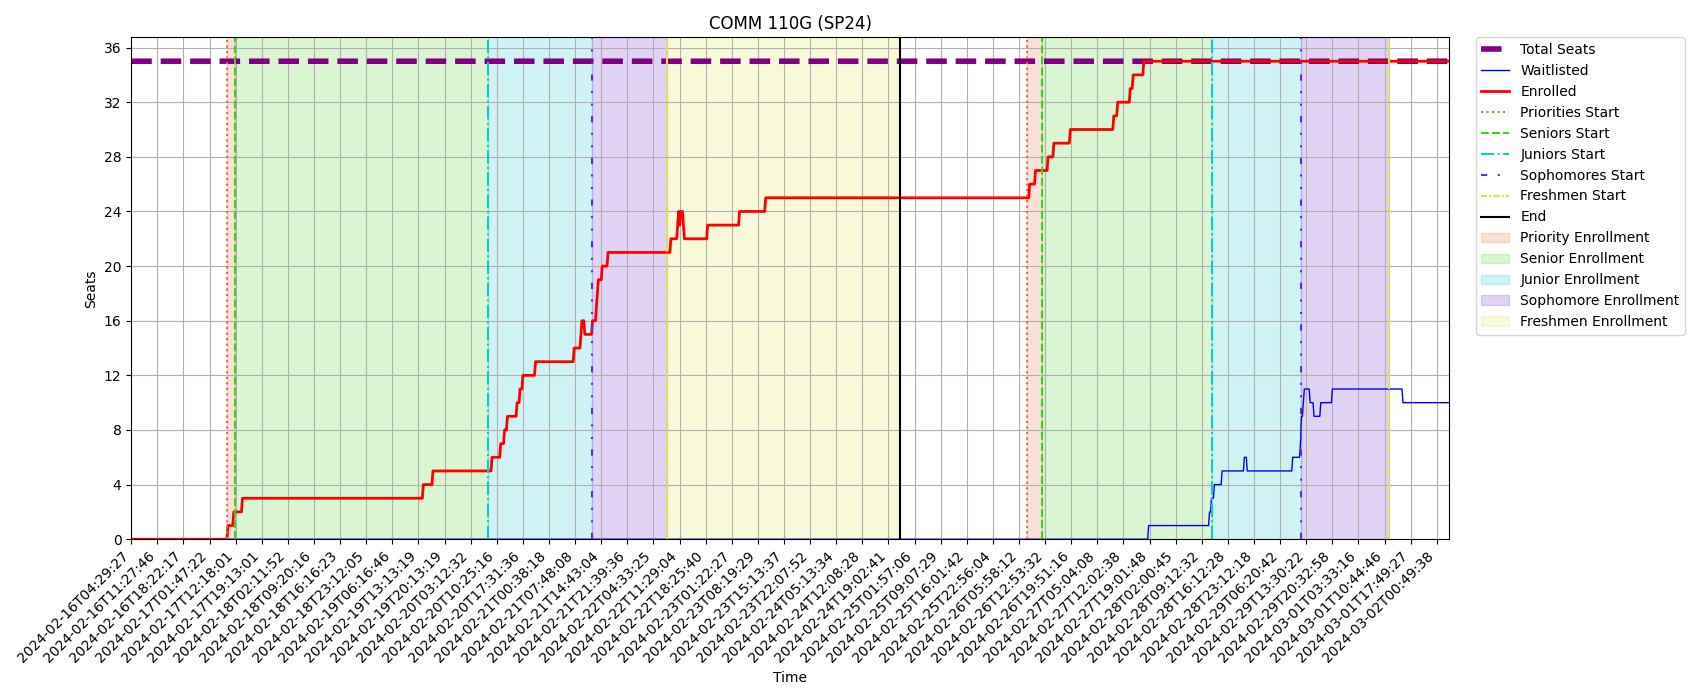 COMM 110G (SP24)
36
32
28
24
20
16
12
8
4
0
Seats
2024-02-16T04:29:27
2024-02-16T11:27:46
2024-02-16T18:22:17
2024-02-17T01:47:22
2024-02-17T12:18:01
2024-02-17T19:13:01
2024-02-18T02:11:52
2024-02-18T09:20:16
2024-02-18T16:16:23
2024-02-18T23:12:05
2024-02-19T06:16:46
2024-02-19T13:13:19
2024-02-19T20:13:19
2024-02-20T03:12:32
2024-02-20T10:25:16
2024-02-20T17:31:36
2024-02-21T00:38:18
2024-02-21T07:48:08
2024-02-21T14:43:04
2024-02-21T21:39:36
2024-02-22T04:33:25
2024-02-22T11:29:04
2024-02-22T18:25:40
2024-02-23T01:22:27
2024-02-23T08:19:29
2024-02-23T15:13:37
2024-02-23T22:07:52
2024-02-24T05:13:34
2024-02-24T12:08:28
2024-02-24T19:02:41
2024-02-25T01:57:06
2024-02-25T09:07:29
2024-02-25T16:01:42
2024-02-25T22:56:04
2024-02-26T05:58:12
2024-02-26T12:53:32
2024-02-26T19:51:16
2024-02-27T05:04:08
2024-02-27T12:02:38
2024-02-27T19:01:48
2024-02-28T02:00:45
2024-02-28T09:12:32
2024-02-28T16:12:28
2024-02-28T23:12:18
2024-02-29T06:20:42
2024-02-29T13:30:22
2024-02-29T20:32:58
2024-03-01T03:33:16
2024-03-01T10:44:46
2024-03-01T17:49:27
2024-03-02T00:49:38
Time
Total Seats
Waitlisted
Enrolled
Priorities Start
Seniors Start
Juniors Start
Sophomores Start
Freshmen Start
End
Priority Enrollment
Senior Enrollment
Junior Enrollment
Sophomore Enrollment
Freshmen Enrollment